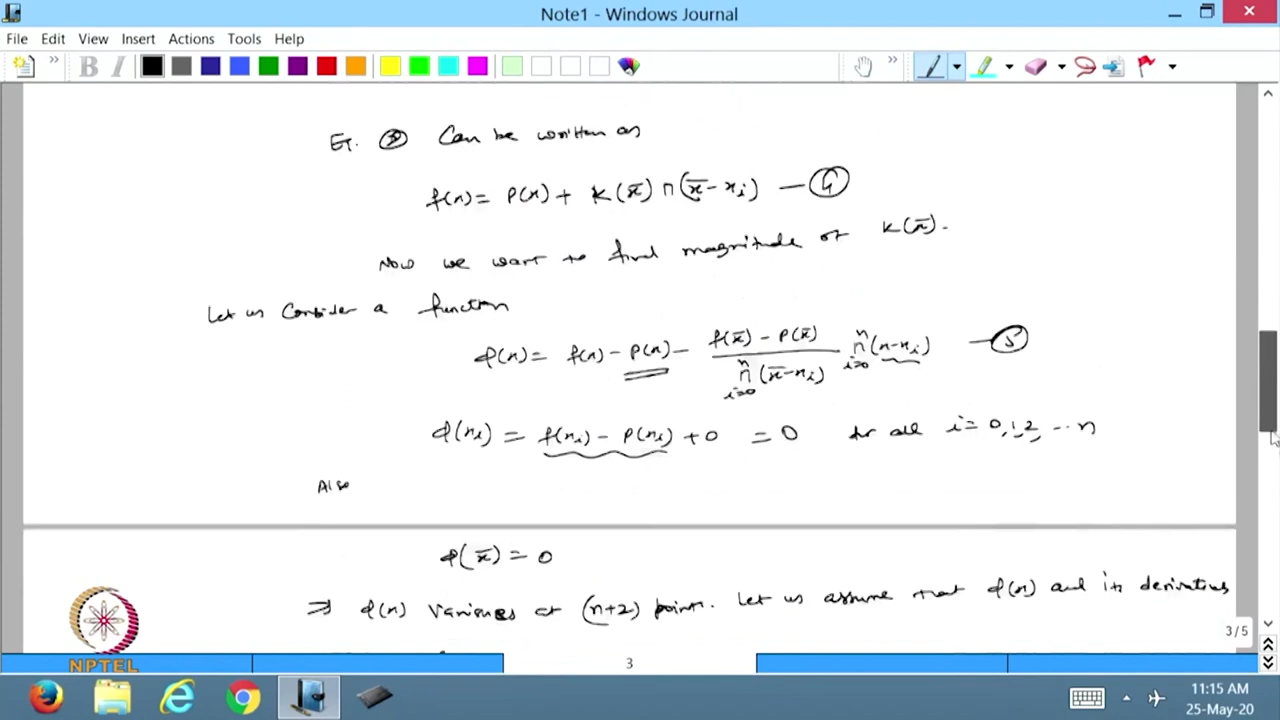 Note1 - Windows Journal
File Edit View Insert Actions Tools Help
B I
Eq. ③ Can be written as
f(x) = P(x) + K(x̄) Π(x̄ - xᵢ) — ④
Now we want to find magnitude of K(x̄).
Let us Consider a function
φ(x) = f(x) - P(x) - (f(x̄) - P(x̄)) / (Π_{i=0}^{n} (x̄ - xᵢ)) Π_{i=0}^{n} (x - xᵢ) — ⑤
φ(xᵢ) = f(xᵢ) - P(xᵢ) + 0 = 0 for all i = 0, 1, 2, ... n
Also
φ(x̄) = 0
⇒ φ(x) Vanishes at (n+2) points. Let us assume that φ(x) and its derivatives
3/5
NPTEL
3
11:15 AM
25-May-20